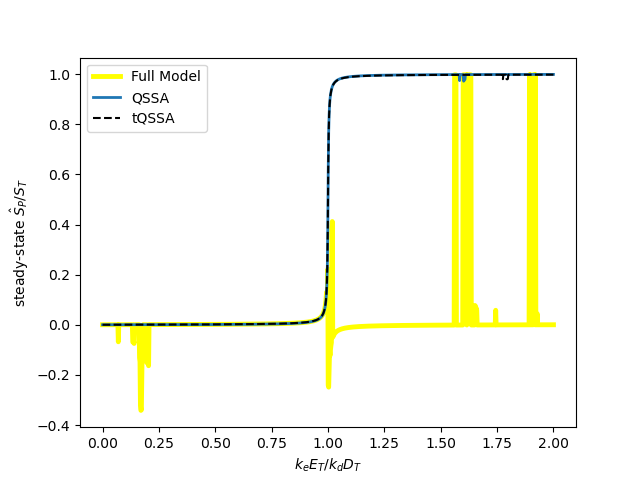 Full Model
QSSA
tQSSA
1.0
0.8
0.6
0.4
0.2
0.0
−0.2
−0.4
steady-state $\hat{S}_P/S_T$
0.00 0.25 0.50 0.75 1.00 1.25 1.50 1.75 2.00
$k_eE_T/k_dD_T$